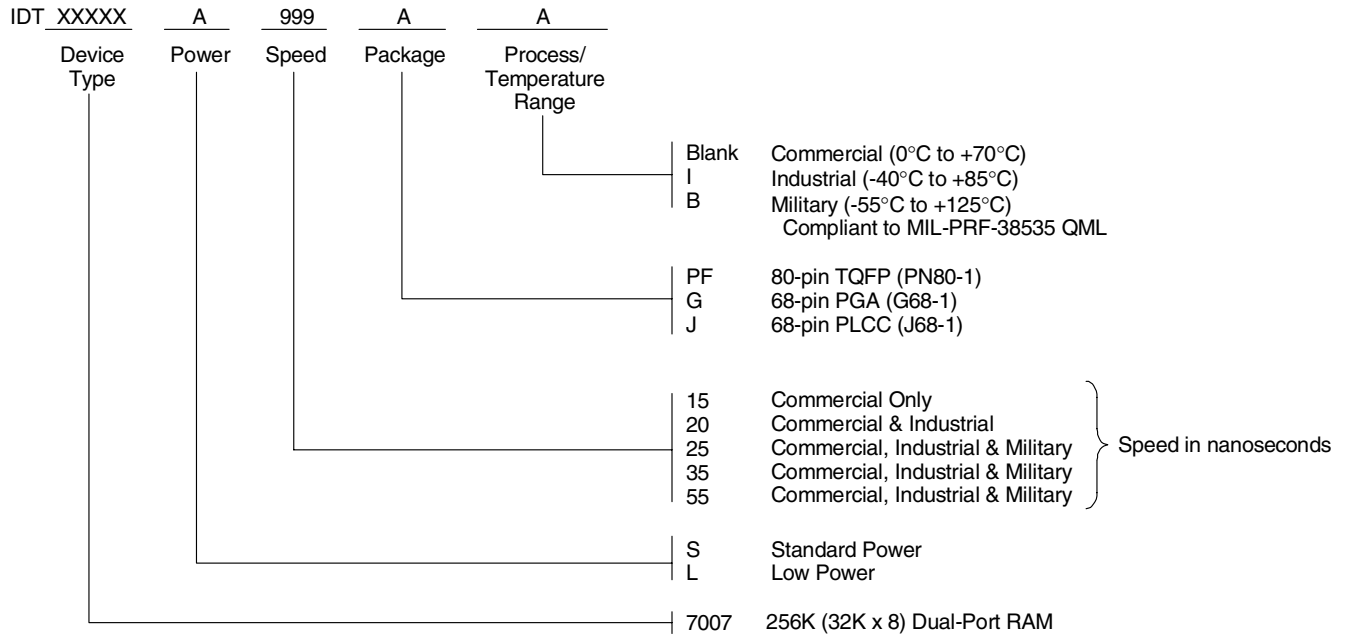 IDT XXXXX A 999 A A
Device Type Power Speed Package Process/ Temperature Range
Blank Commercial (0°C to +70°C)
I Industrial (-40°C to +85°C)
B Military (-55°C to +125°C)
Compliant to MIL-PRF-38535 QML
PF 80-pin TQFP (PN80-1)
G 68-pin PGA (G68-1)
J 68-pin PLCC (J68-1)
15 Commercial Only
20 Commercial & Industrial
25 Commercial, Industrial & Military
35 Commercial, Industrial & Military
55 Commercial, Industrial & Military
Speed in nanoseconds
S Standard Power
L Low Power
7007 256K (32K x 8) Dual-Port RAM